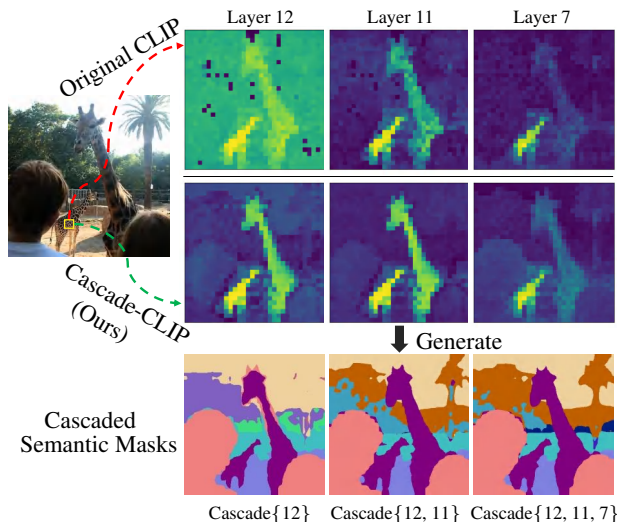 Layer 12
Layer 11
Layer 7
Original CLIP
Cascade-CLIP
(Ours)
Generate
Cascaded
Semantic Masks
Cascade{12}
Cascade{12, 11}
Cascade{12, 11, 7}